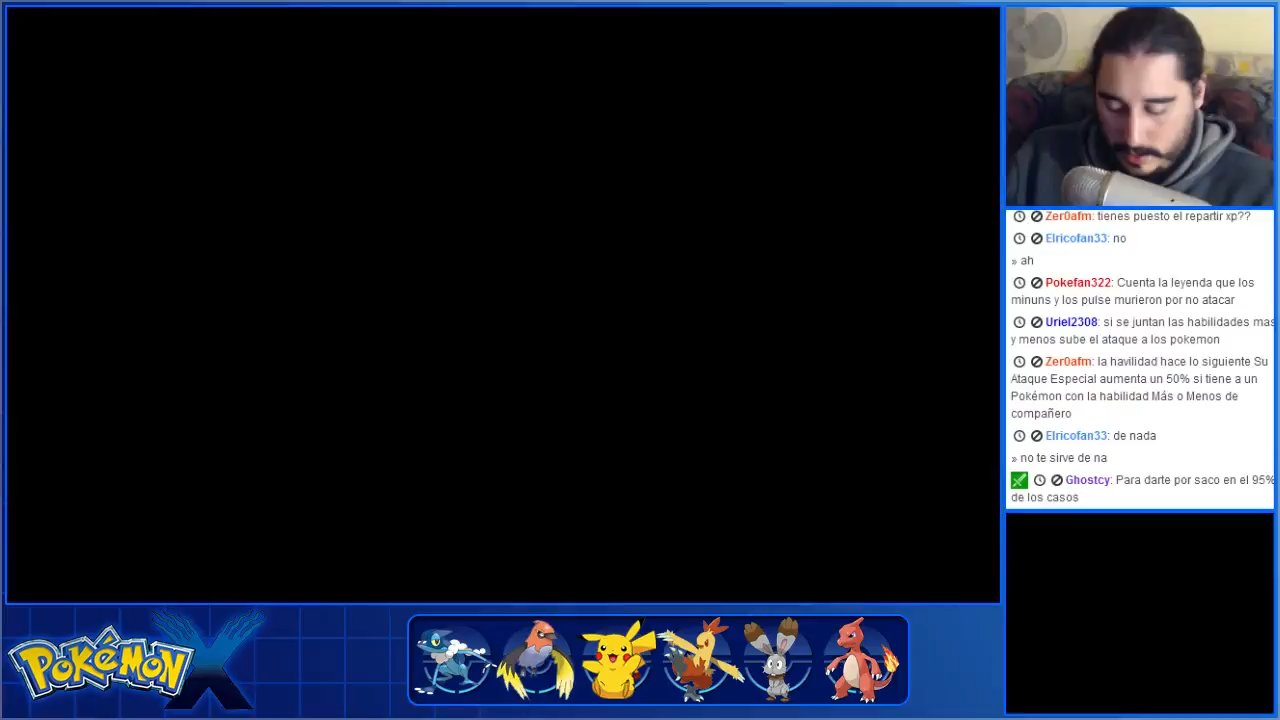 Zer0afm: tienes puesto el repartir xp??
Elricofan33: no
» ah
Pokefan322: Cuenta la leyenda que los
minuns y los pulse murieron por no atacar
Uriel2308: si se juntan las habilidades mas
y menos sube el ataque a los pokemon
Zer0afm: la havilidad hace lo siguiente Su
Ataque Especial aumenta un 50% si tiene a un
Pokémon con la habilidad Más o Menos de
compañero
Elricofan33: de nada
» no te sirve de na
Ghostcy: Para darte por saco en el 95%
de los casos
POKÉMON X